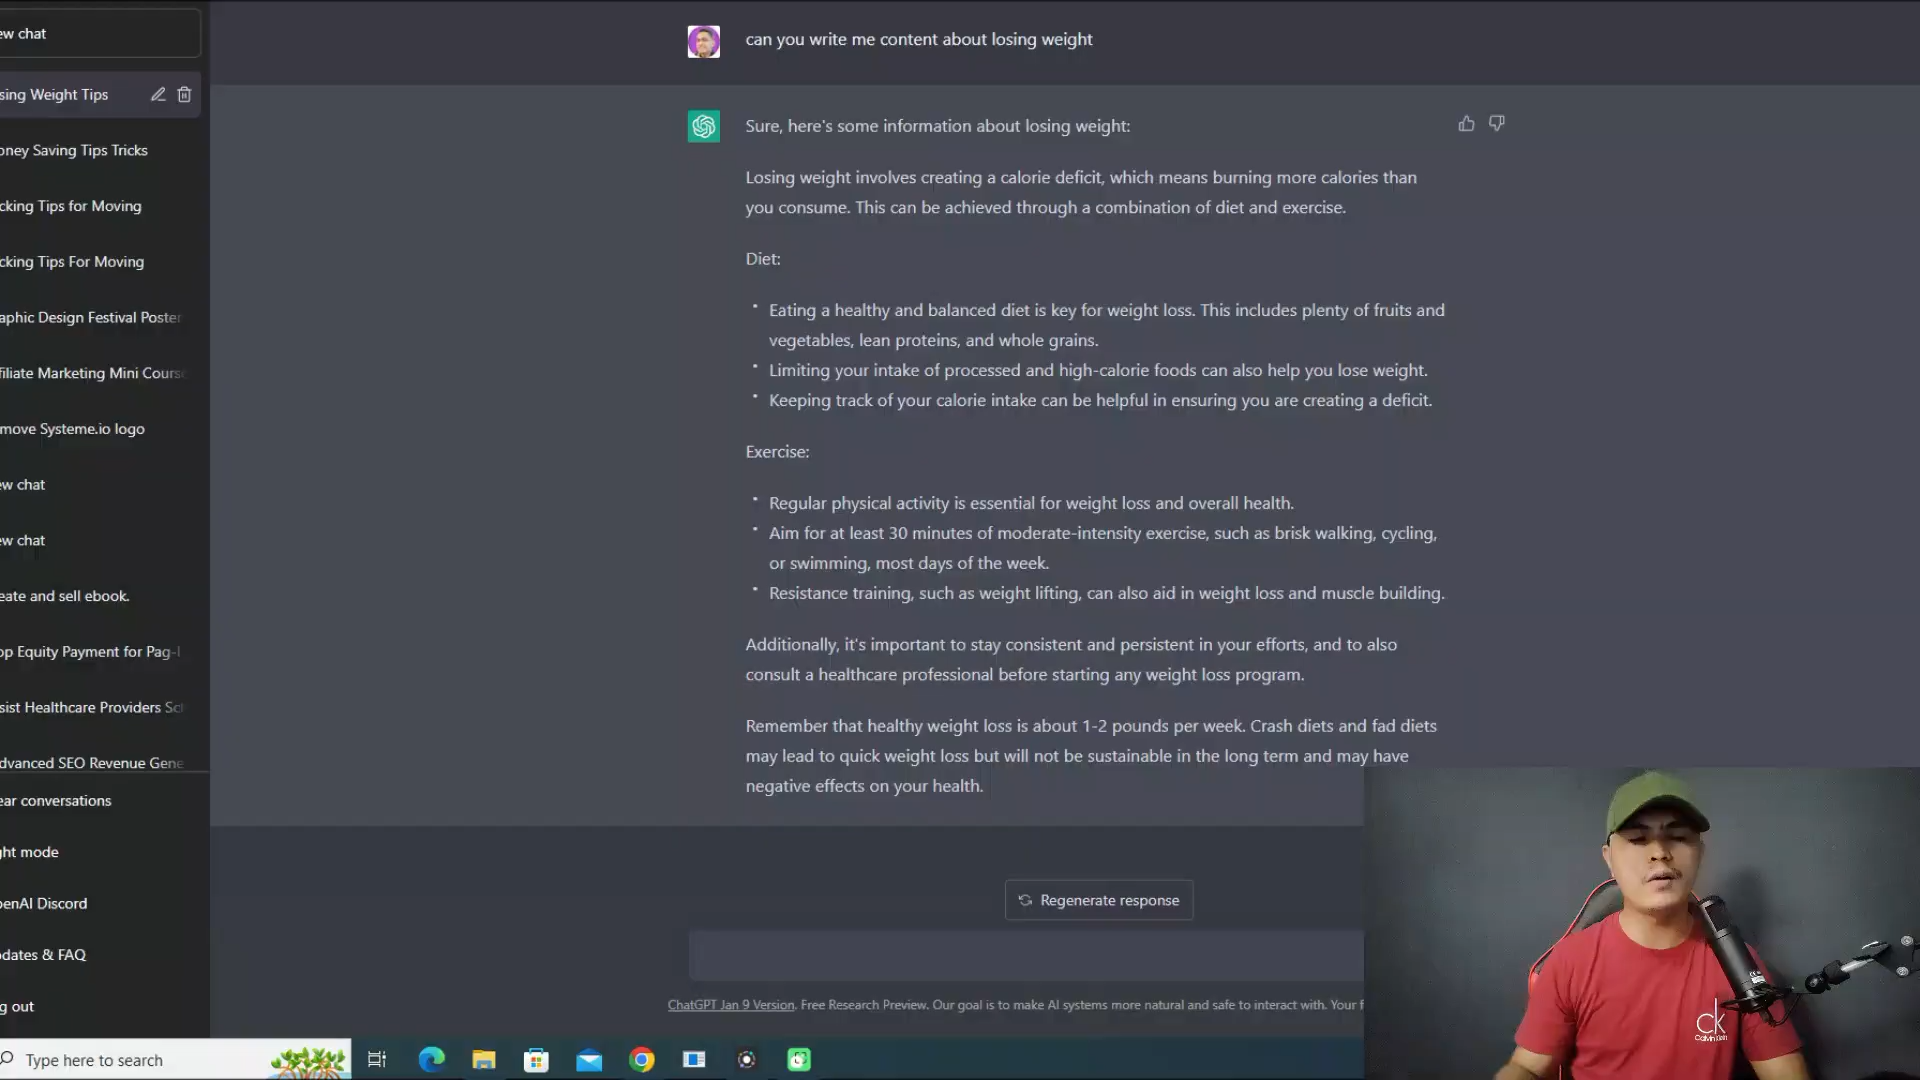 ew chat
sing Weight Tips
oney Saving Tips Tricks
cking Tips for Moving
cking Tips For Moving
aphic Design Festival Poster
filiate Marketing Mini Course
move Systeme.io logo
ew chat
ew chat
eate and sell ebook.
op Equity Payment for Pag-I
sist Healthcare Providers Sc
dvanced SEO Revenue Gene
ear conversations
ght mode
penAI Discord
pdates & FAQ
g out
can you write me content about losing weight
Sure, here's some information about losing weight:
Losing weight involves creating a calorie deficit, which means burning more calories than
you consume. This can be achieved through a combination of diet and exercise.
Diet:
• Eating a healthy and balanced diet is key for weight loss. This includes plenty of fruits and
vegetables, lean proteins, and whole grains.
• Limiting your intake of processed and high-calorie foods can also help you lose weight.
• Keeping track of your calorie intake can be helpful in ensuring you are creating a deficit.
Exercise:
• Regular physical activity is essential for weight loss and overall health.
• Aim for at least 30 minutes of moderate-intensity exercise, such as brisk walking, cycling,
or swimming, most days of the week.
• Resistance training, such as weight lifting, can also aid in weight loss and muscle building.
Additionally, it's important to stay consistent and persistent in your efforts, and to also
consult a healthcare professional before starting any weight loss program.
Remember that healthy weight loss is about 1-2 pounds per week. Crash diets and fad diets
may lead to quick weight loss but will not be sustainable in the long term and may have
negative effects on your health.
Regenerate response
ChatGPT Jan 9 Version. Free Research Preview. Our goal is to make AI systems more natural and safe to interact with. Your f
ck
Calvin Klein
Type here to search